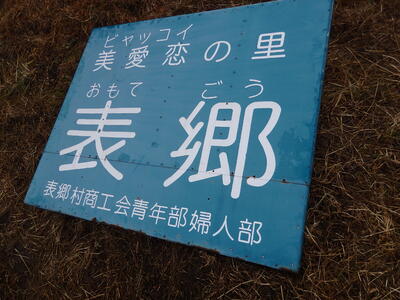 ビャッコイ
美愛恋の里
おもて ごう
表郷
表郷村商工会青年部婦人部